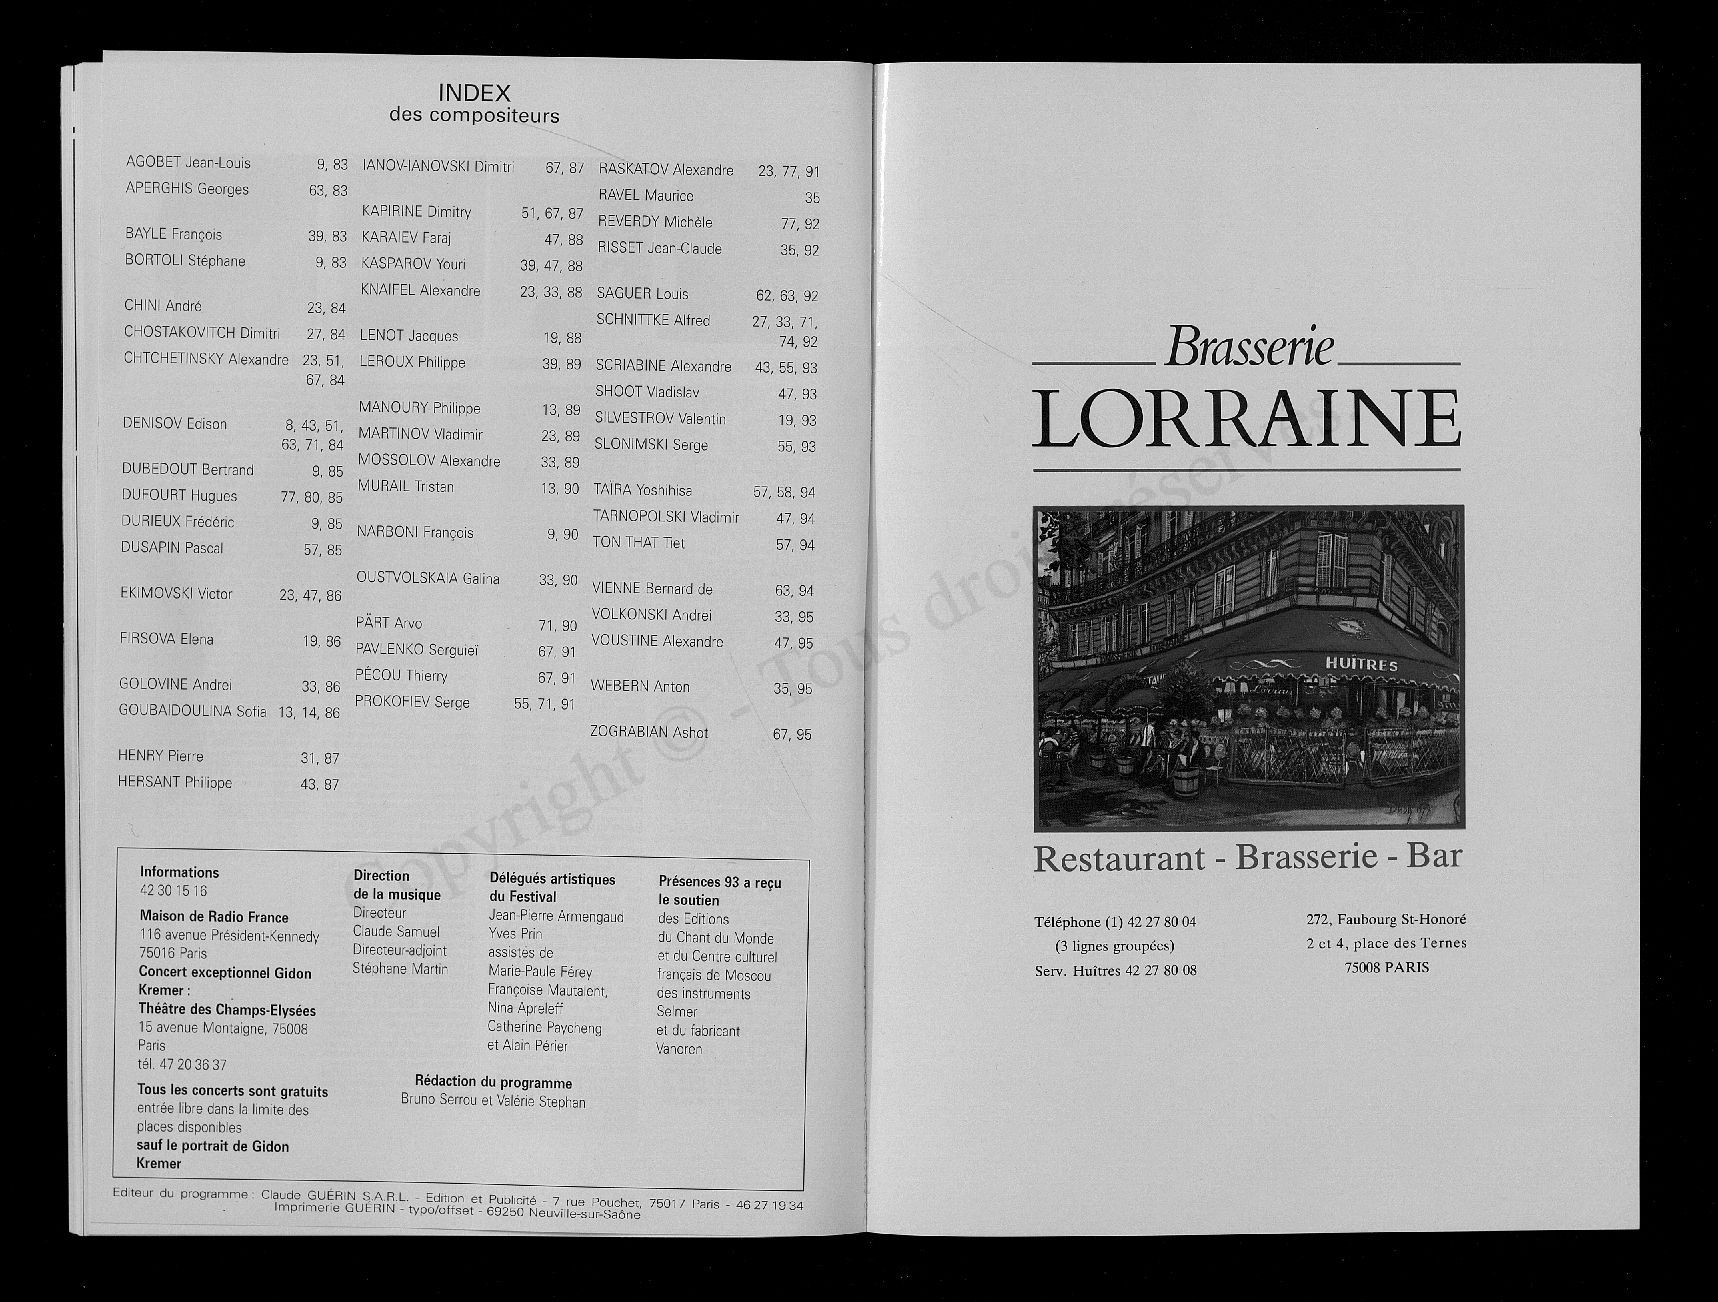 INDEX
des compositeurs
AGOBET Jean-Louis 9, 83
APERGHIS Georges 63, 83
BAYLE François 39, 83
BORTOLI Stéphane 9, 83
CHINI André 23, 84
CHOSTAKOVITCH Dimitri 27, 84
CHTCHETINSKY Alexandre 23, 51,
67, 84
DENISOV Edison 8, 43, 51,
63, 71, 84
DUBEDOUT Bertrand 9, 85
DUFOURT Hugues 77, 80, 85
DURIEUX Frédéric 9, 85
DUSAPIN Pascal 57, 85
EKIMOVSKI Victor 23, 47, 86
FIRSOVA Elena 19, 86
GOLOVINE Andrei 33, 86
GOUBAIDOULINA Sofia 13, 14, 86
HENRY Pierre 31, 87
HERSANT Philippe 43, 87
IANOV-IANOVSKI Dimitri 67, 87
KAPIRINE Dimitry 51, 67, 87
KARAIEV Faraj 47, 88
KASPAROV Youri 39, 47, 88
KNAIFEL Alexandre 23, 33, 88
LENOT Jacques 19, 88
LEROUX Philippe 39, 89
MANOURY Philippe 13, 89
MARTINOV Vladimir 23, 89
MOSSOLOV Alexandre 33, 89
MURAIL Tristan 13, 90
NARBONI François 9, 90
OUSTVOLSKAIA Galina 33, 90
PÄRT Arvo 71, 90
PAVLENKO Serguieï 67, 91
PÉCOU Thierry 67, 91
PROKOFIEV Serge 55, 71, 91
RASKATOV Alexandre 23, 77, 91
RAVEL Maurice 35
REVERDY Michèle 77, 92
RISSET Jean-Claude 35, 92
SAGUER Louis 62, 63, 92
SCHNITTKE Alfred 27, 33, 71,
74, 92
SCRIABINE Alexandre 43, 55, 93
SHOOT Vladislav 47, 93
SILVESTROV Valentin 19, 93
SLONIMSKI Serge 55, 93
TAÏRA Yoshihisa 57, 58, 94
TARNOPOLSKI Vladimir 47, 94
TON THAT Tiet 57, 94
VIENNE Bernard de 63, 94
VOLKONSKI Andrei 33, 95
VOUSTINE Alexandre 47, 95
WEBERN Anton 35, 95
ZOGRABIAN Ashot 67, 95
Informations
42 30 15 16
Maison de Radio France
116 avenue Président-Kennedy
75016 Paris
Concert exceptionnel Gidon
Kremer :
Théâtre des Champs-Elysées
15 avenue Montaigne, 75008
Paris
tél. 47 20 36 37
Tous les concerts sont gratuits
entrée libre dans la limite des
places disponibles
sauf le portrait de Gidon
Kremer
Direction
de la musique
Directeur
Claude Samuel
Directeur-adjoint
Stéphane Martin
Délégués artistiques
du Festival
Jean-Pierre Armengaud
Yves Prin
assistés de
Marie-Paule Férey
Françoise Mautalent,
Nina Apreleff
Catherine Paycheng
et Alain Périer
Présences 93 a reçu
le soutien
des Editions
du Chant du Monde
et du Centre culturel
français de Moscou
des instruments
Selmer
et du fabricant
Vandoren
Rédaction du programme
Bruno Serrou et Valérie Stephan
Editeur du programme : Claude GUÉRIN S.A.R.L. - Edition et Publicité - 7 rue Pouchet, 75017 Paris - 46 27 19 34
Imprimerie GUÉRIN - typo/offset - 69250 Neuville-sur-Saône
Brasserie
LORRAINE
HUÎTRES
Restaurant - Brasserie - Bar
Téléphone (1) 42 27 80 04
(3 lignes groupées)
Serv. Huîtres 42 27 80 08
272, Faubourg St-Honoré
2 et 4, place des Ternes
75008 PARIS
Copyright © - Tous droits réservés